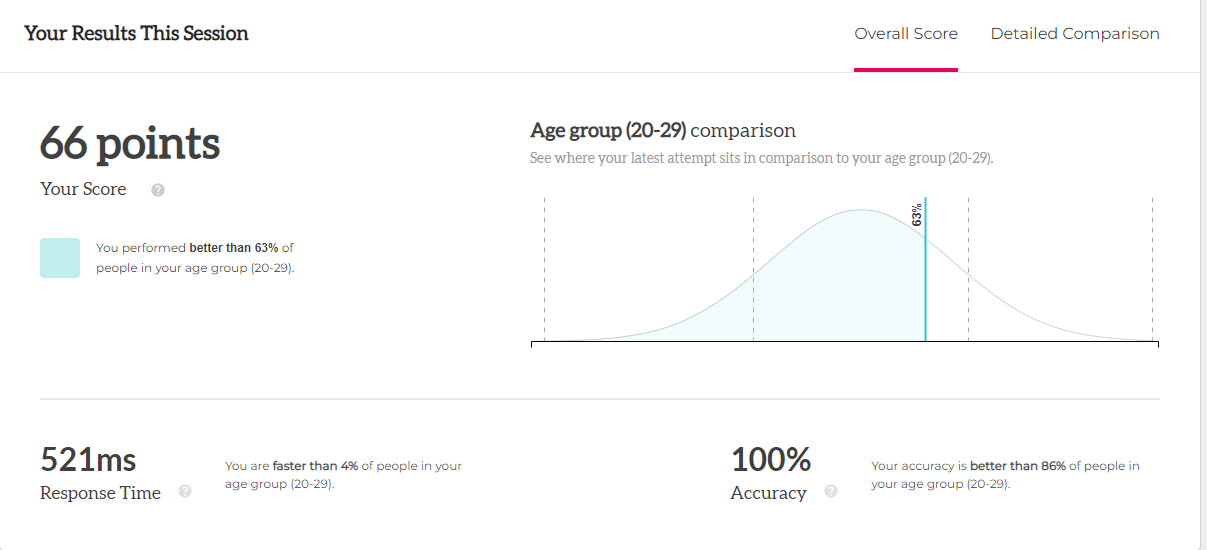 Your Results This Session
Overall Score
Detailed Comparison
66 points
Your Score ?
You performed better than 63% of
people in your age group (20-29).
Age group (20-29) comparison
See where your latest attempt sits in comparison to your age group (20-29).
63%
521ms
Response Time ?
You are faster than 4% of people in your
age group (20-29).
100%
Accuracy ?
Your accuracy is better than 86% of people in
your age group (20-29).